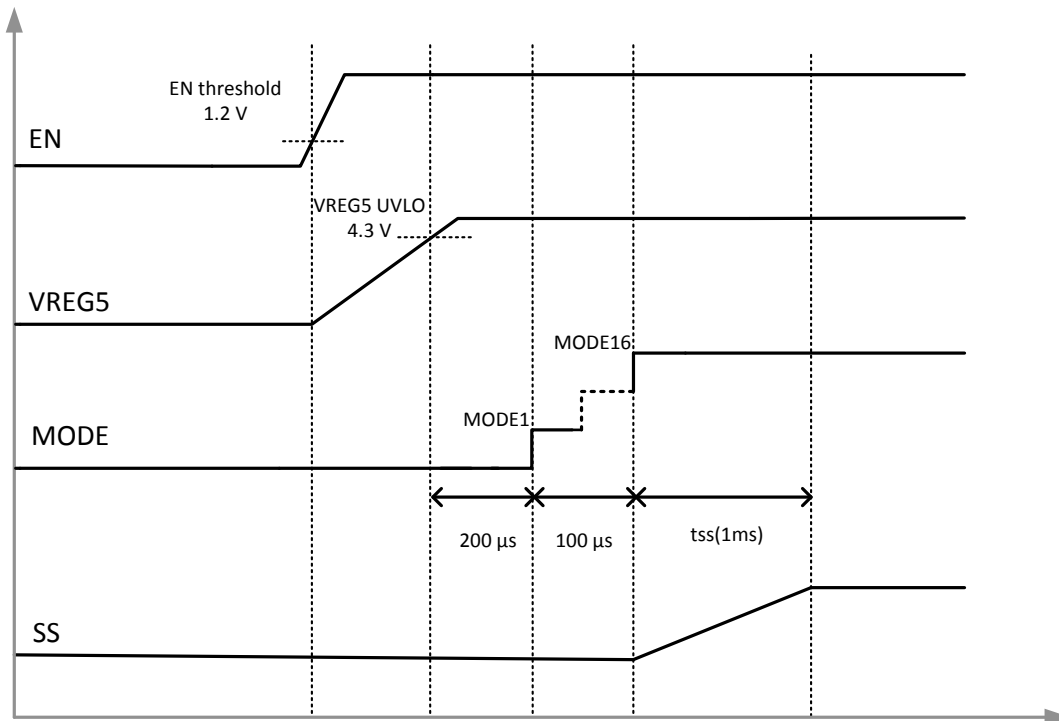 EN threshold
1.2 V
EN
VREG5 UVLO
4.3 V
VREG5
MODE16
MODE1
MODE
200 µs
100 µs
tss(1ms)
SS